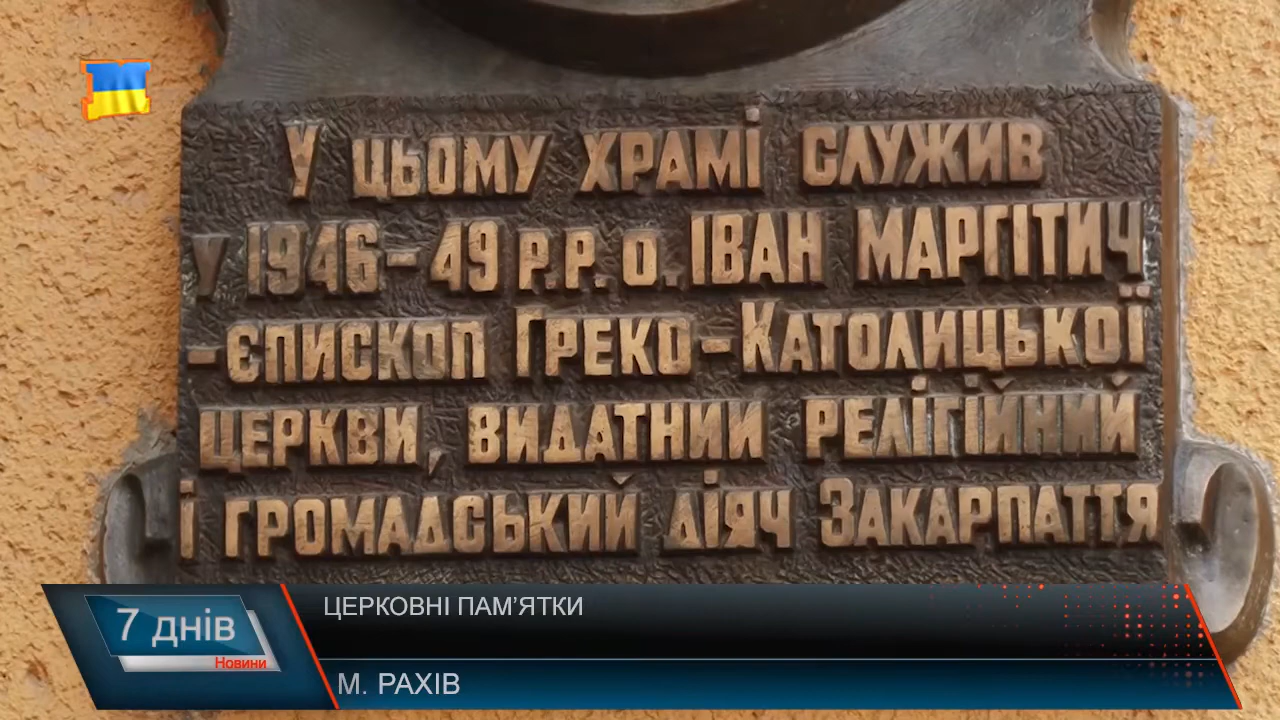 У ЦЬОМУ ХРАМІ СЛУЖИВ
У 1946-49 Р.Р. О. ІВАН МАРГІТИЧ
-ЄПИСКОП ГРЕКО-КАТОЛИЦЬКОЇ
ЦЕРКВИ, ВИДАТНИЙ РЕЛІГІЙНИЙ
І ГРОМАДСЬКИЙ ДІЯЧ ЗАКАРПАТТЯ
7 днів
Новини
ЦЕРКОВНІ ПАМ’ЯТКИ
М. РАХІВ